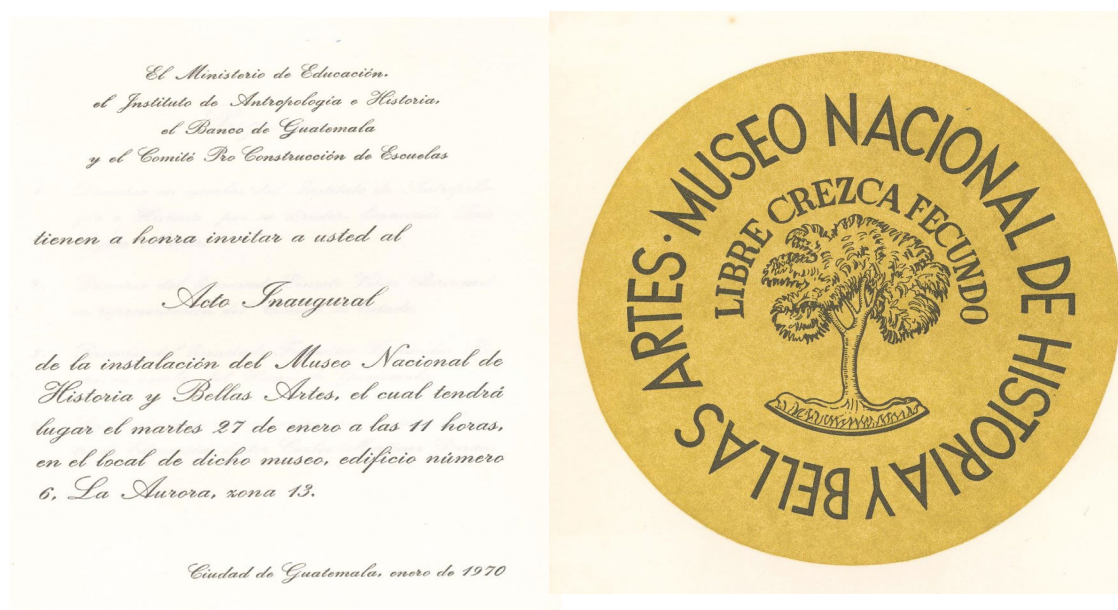 El Ministerio de Educación,
el Instituto de Antropología e Historia,
el Banco de Guatemala
y el Comité Pro Construcción de Escuelas
tienen a honra invitar a usted al
Acto Inaugural
de la instalación del Museo Nacional de
Historia y Bellas Artes, el cual tendrá
lugar el martes 27 de enero a las 11 horas,
en el local de dicho museo, edificio número
6, La Aurora, zona 13.
Ciudad de Guatemala, enero de 1970
MUSEO NACIONAL DE HISTORIA Y BELLAS ARTES ·
LIBRE CREZCA FECUNDO